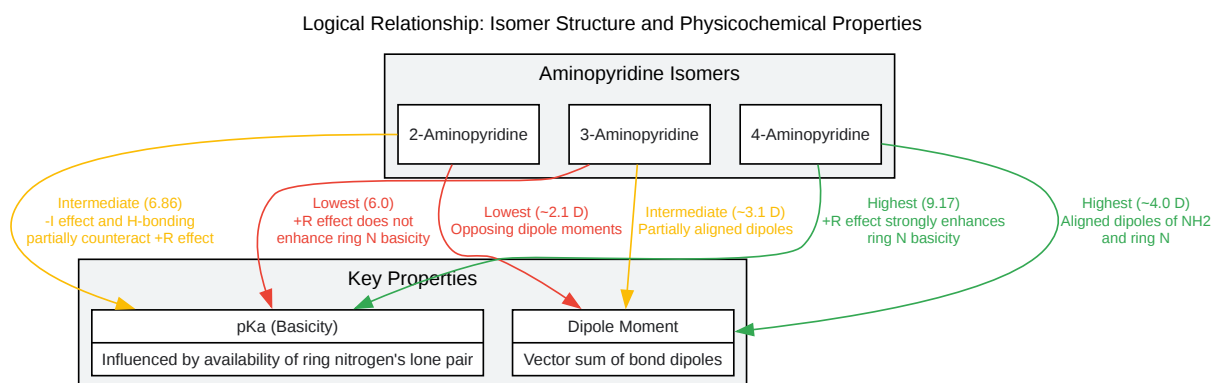 Logical Relationship: Isomer Structure and Physicochemical Properties
Aminopyridine Isomers
2-Aminopyridine
3-Aminopyridine
4-Aminopyridine
Intermediate (6.86)
-I effect and H-bonding
partially counteract +R effect
Lowest (6.0)
+R effect does not
enhance ring N basicity
Lowest (~2.1 D)
Opposing dipole moments
Intermediate (~3.1 D)
Partially aligned dipoles
Highest (9.17)
+R effect strongly enhances
ring N basicity
Highest (~4.0 D)
Aligned dipoles of NH2
and ring N
Key Properties
pKa (Basicity)
Influenced by availability of ring nitrogen's lone pair
Dipole Moment
Vector sum of bond dipoles